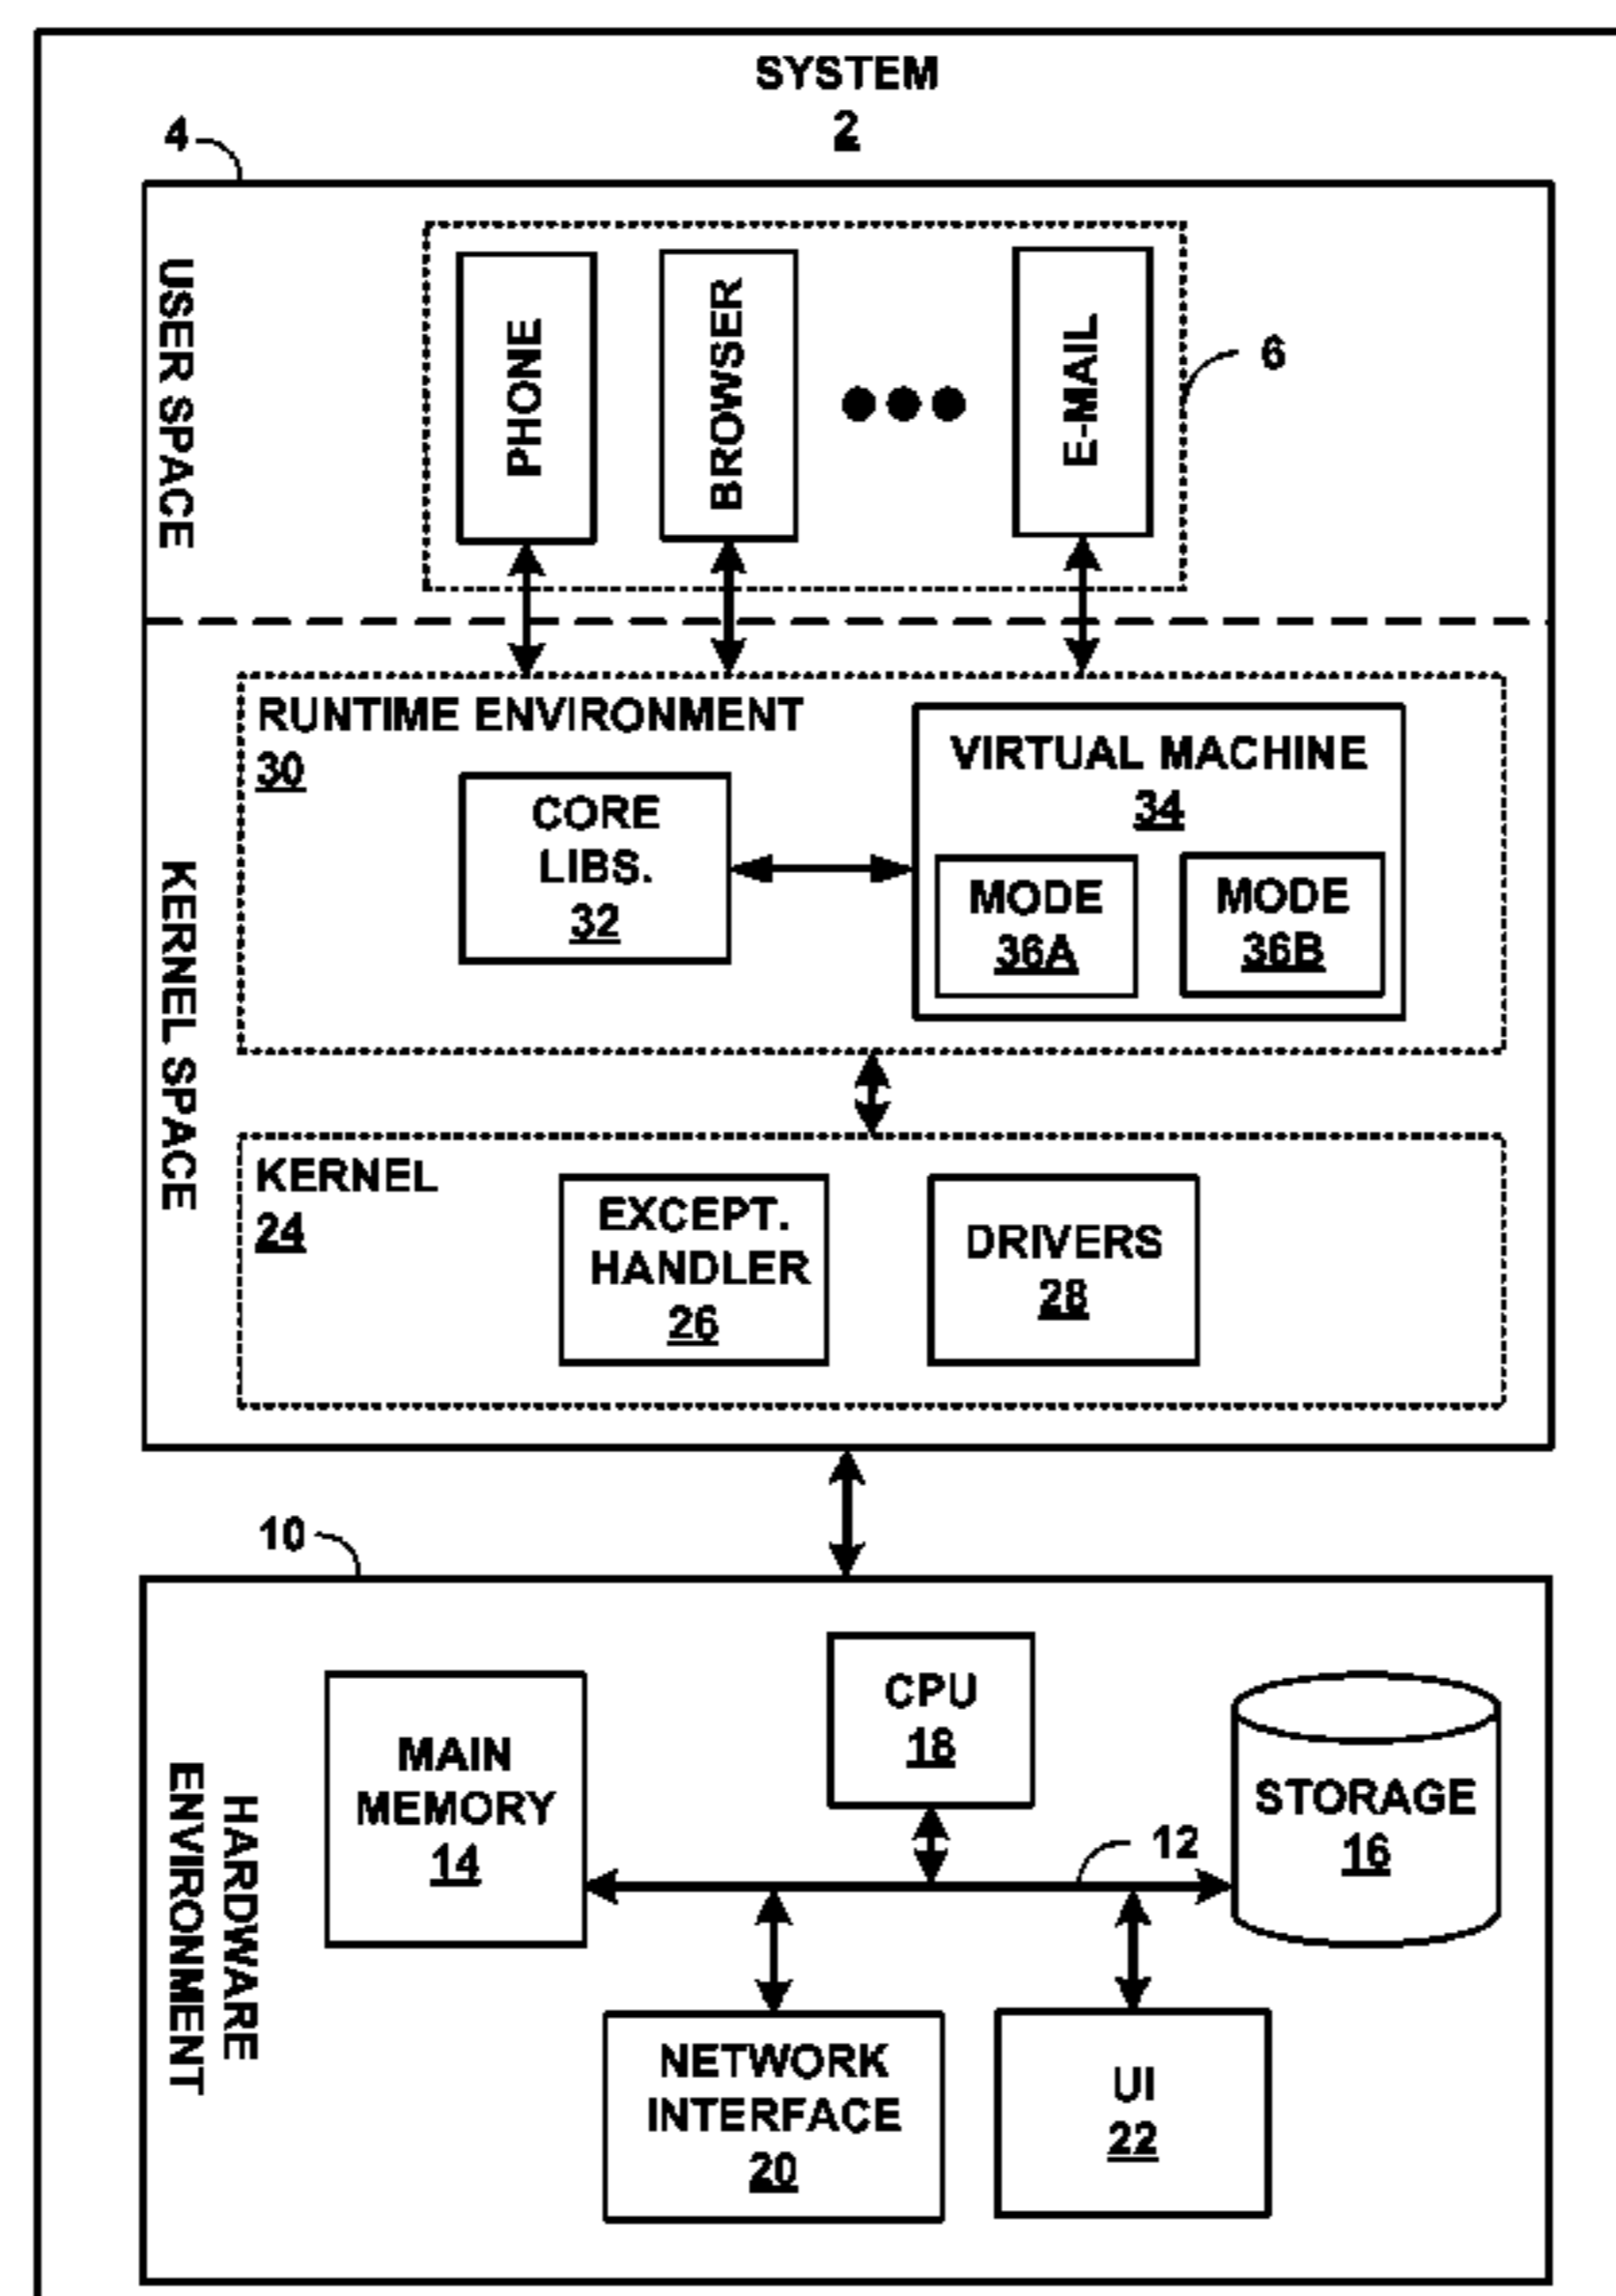 SYSTEM
2
4
USER SPACE
PHONE
BROWSER
E-MAIL
6
KERNEL SPACE
RUNTIME ENVIRONMENT
30
CORE
LIBS.
32
VIRTUAL MACHINE
34
MODE
36A
MODE
36B
KERNEL
24
EXCEPT.
HANDLER
26
DRIVERS
28
10
HARDWARE
ENVIRONMENT
MAIN
MEMORY
14
CPU
18
12
STORAGE
16
NETWORK
INTERFACE
20
UI
22